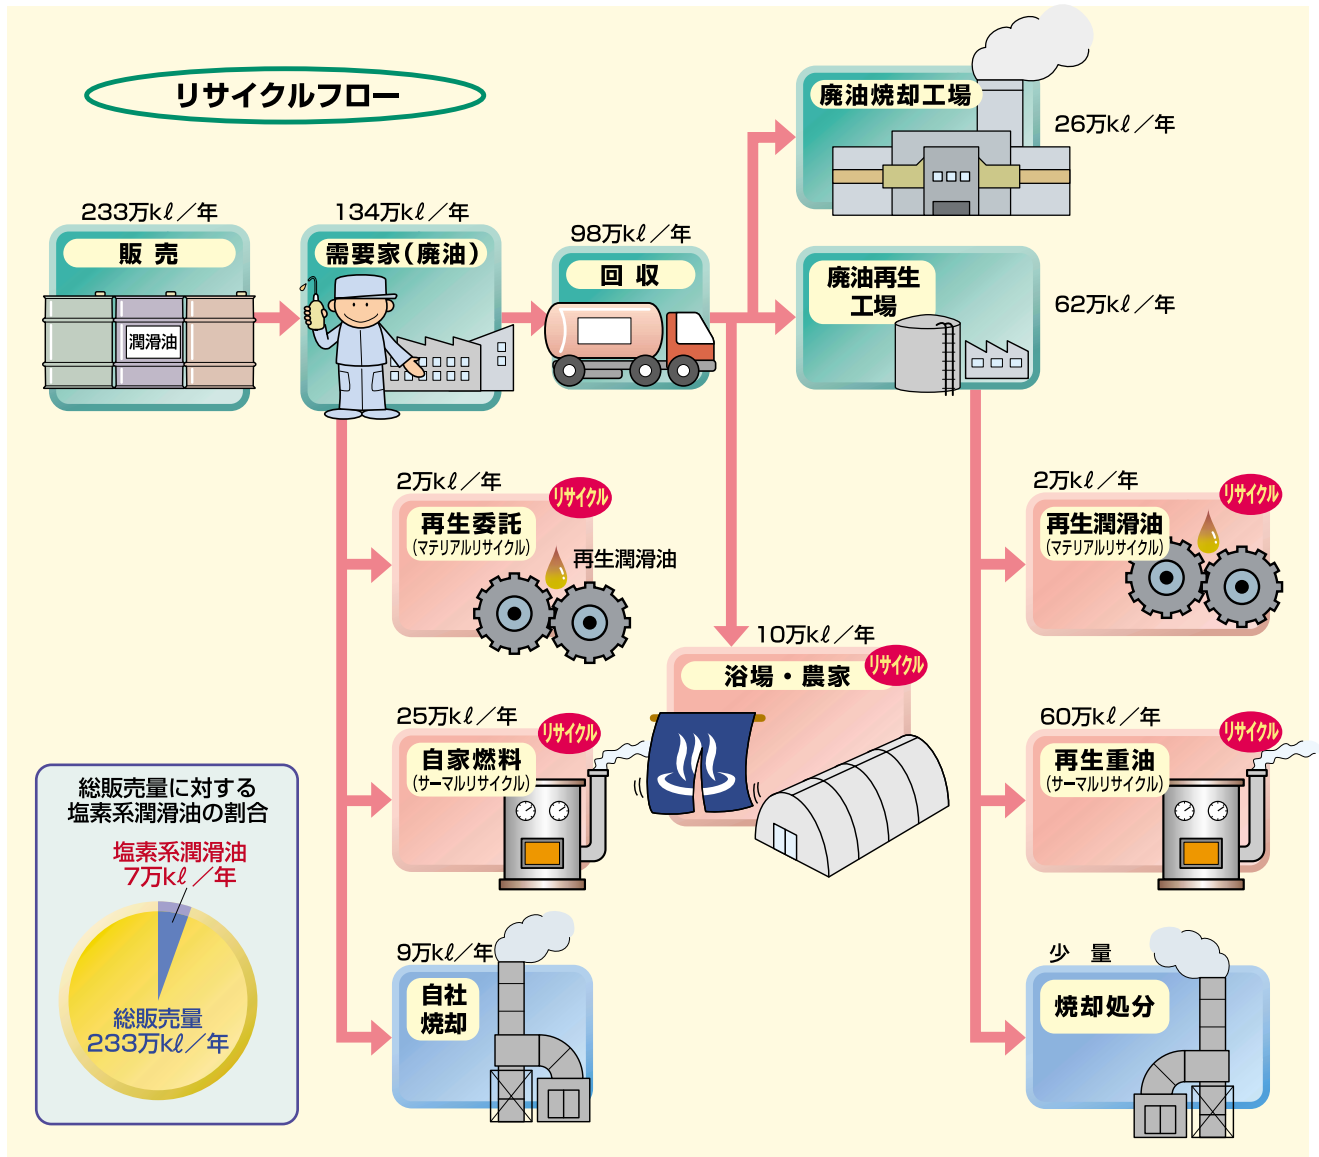 リサイクルフロー
233万kℓ／年
販 売
潤滑油
134万kℓ／年
需要家（廃油）
98万kℓ／年
回 収
廃油焼却工場
26万kℓ／年
廃油再生
工場
62万kℓ／年
2万kℓ／年
リサイクル
再生委託
（マテリアルリサイクル）
再生潤滑油
25万kℓ／年
リサイクル
自家燃料
（サーマルリサイクル）
9万kℓ／年
自社
焼却
10万kℓ／年
リサイクル
浴場・農家
2万kℓ／年
リサイクル
再生潤滑油
（マテリアルリサイクル）
60万kℓ／年
リサイクル
再生重油
（サーマルリサイクル）
少　量
焼却処分
総販売量に対する
塩素系潤滑油の割合
塩素系潤滑油
7万kℓ／年
総販売量
233万kℓ／年